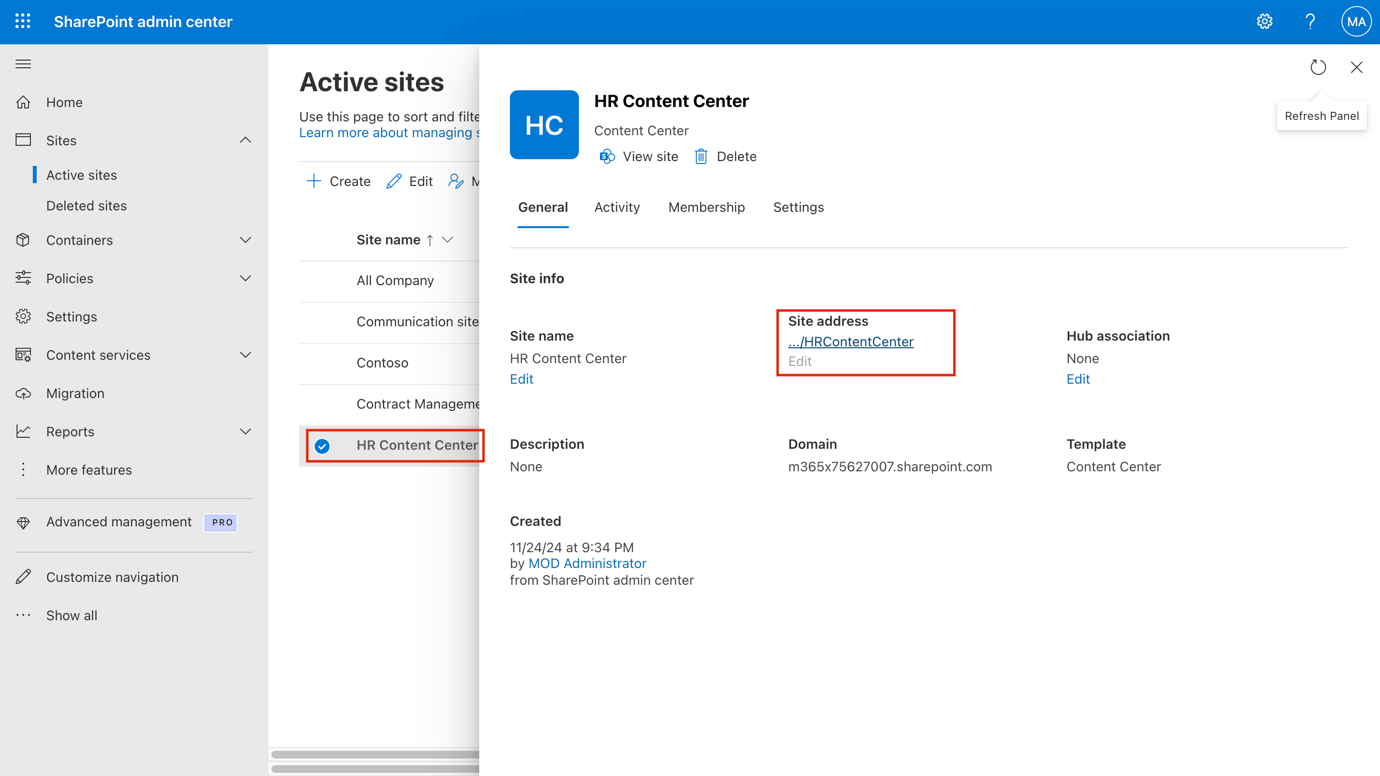 SharePoint admin center
MA
Home
Sites
Active sites
Deleted sites
Containers
Policies
Settings
Content services
Migration
Reports
More features
Advanced management PRO
Customize navigation
Show all
Active sites
Use this page to sort and filte
Learn more about managing s
Create Edit M
Site name
All Company
Communication site
Contoso
Contract Manageme
HR Content Center
Refresh Panel
HC
HR Content Center
Content Center
View site Delete
General Activity Membership Settings
Site info
Site name
HR Content Center
Edit
Site address
.../HRContentCenter
Edit
Hub association
None
Edit
Description
None
Domain
m365x75627007.sharepoint.com
Template
Content Center
Created
11/24/24 at 9:34 PM
by MOD Administrator
from SharePoint admin center